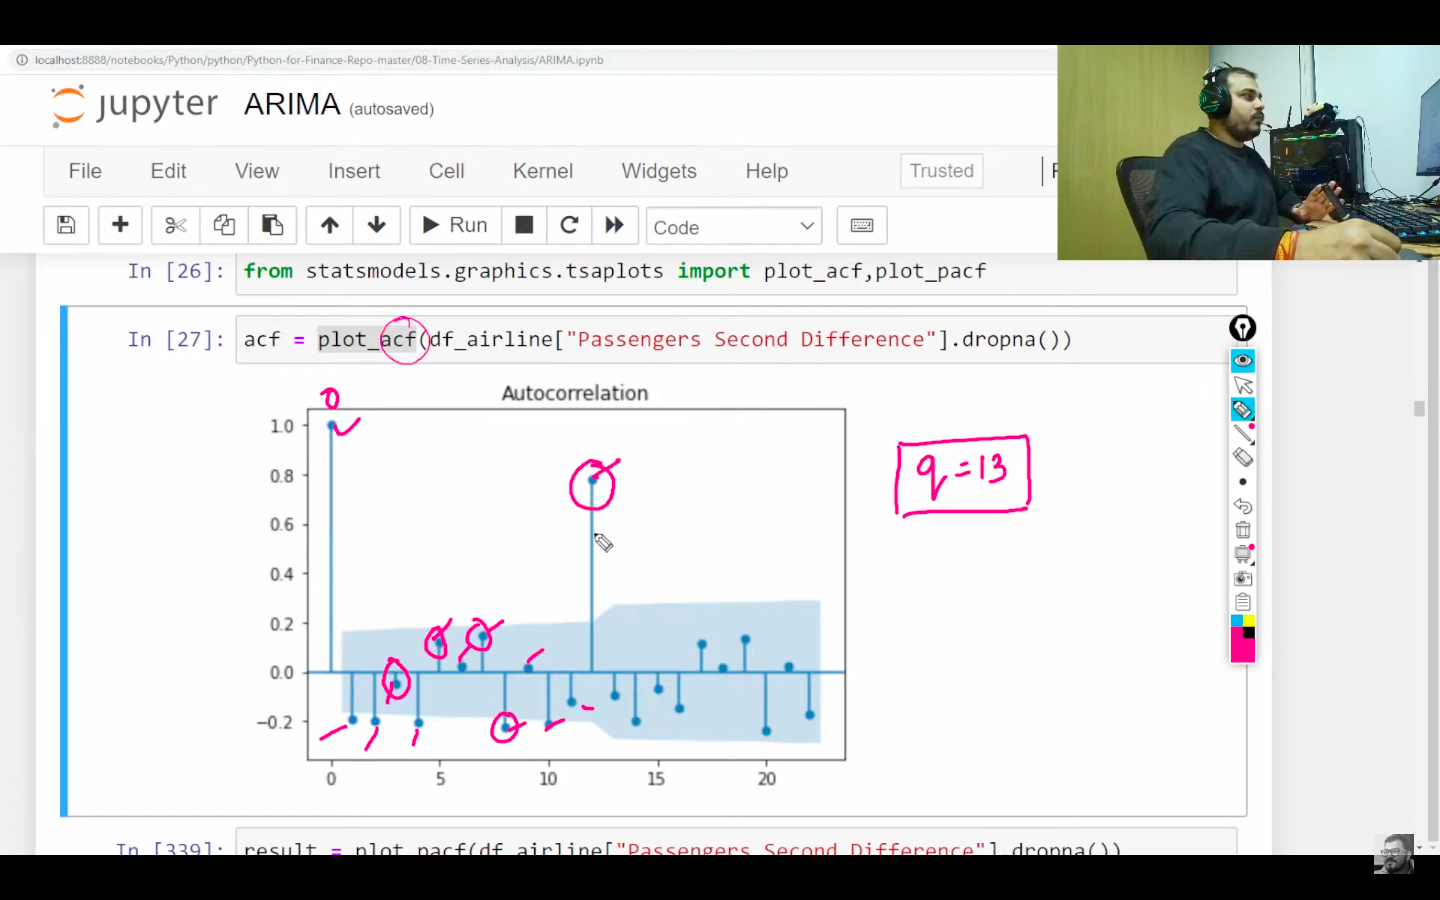 localhost:8888/notebooks/Python/python/Python-for-Finance-Repo-master/08-Time-Series-Analysis/ARIMA.ipynb
jupyter ARIMA (autosaved)
File Edit View Insert Cell Kernel Widgets Help Trusted
Run Code
In [26]: from statsmodels.graphics.tsaplots import plot_acf,plot_pacf
In [27]: acf = plot_acf(df_airline["Passengers Second Difference"].dropna())
Autocorrelation
0
1.0
0.8
q=13
0.6
0.4
0.2
0.0
−0.2
0 5 10 15 20
In [339]: result = plot_pacf(df_airline["Passengers Second Difference"].dropna())